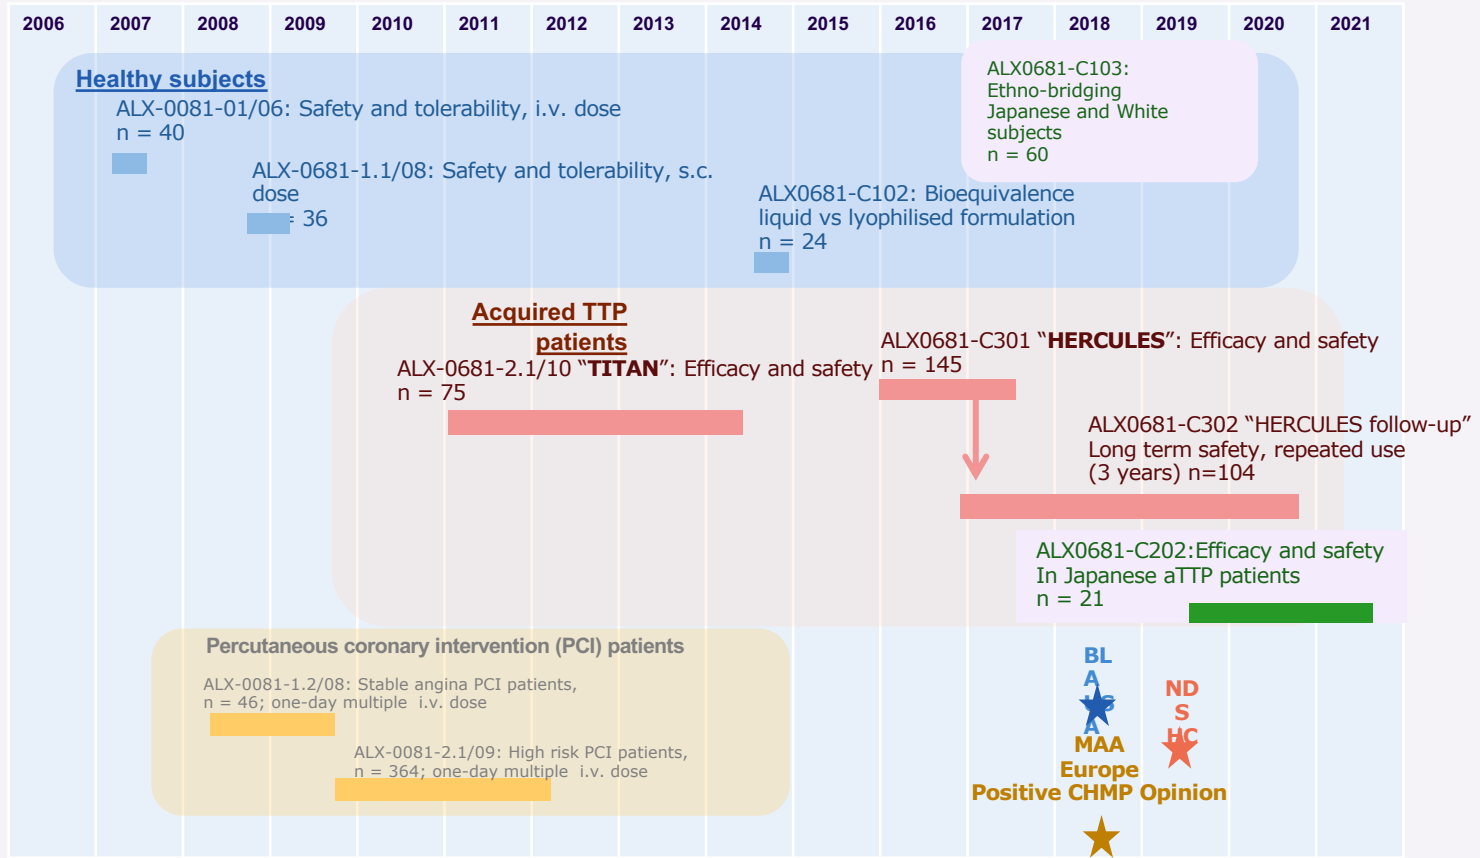 2006 2007 2008 2009 2010 2011 2012 2013 2014 2015 2016 2017 2018 2019 2020 2021
Healthy subjects
ALX-0081-01/06: Safety and tolerability, i.v. dose
n = 40
ALX-0681-1.1/08: Safety and tolerability, s.c.
dose
= 36
ALX0681-C102: Bioequivalence
liquid vs lyophilised formulation
n = 24
ALX0681-C103:
Ethno-bridging
Japanese and White
subjects
n = 60
Acquired TTP
patients
ALX-0681-2.1/10 “TITAN”: Efficacy and safety
n = 75
ALX0681-C301 “HERCULES”: Efficacy and safety
n = 145
ALX0681-C302 “HERCULES follow-up”
Long term safety, repeated use
(3 years) n=104
ALX0681-C202:Efficacy and safety
In Japanese aTTP patients
n = 21
Percutaneous coronary intervention (PCI) patients
ALX-0081-1.2/08: Stable angina PCI patients,
n = 46; one-day multiple i.v. dose
ALX-0081-2.1/09: High risk PCI patients,
n = 364; one-day multiple i.v. dose
BL
A
US
A
ND
S
HC
MAA
Europe
Positive CHMP Opinion